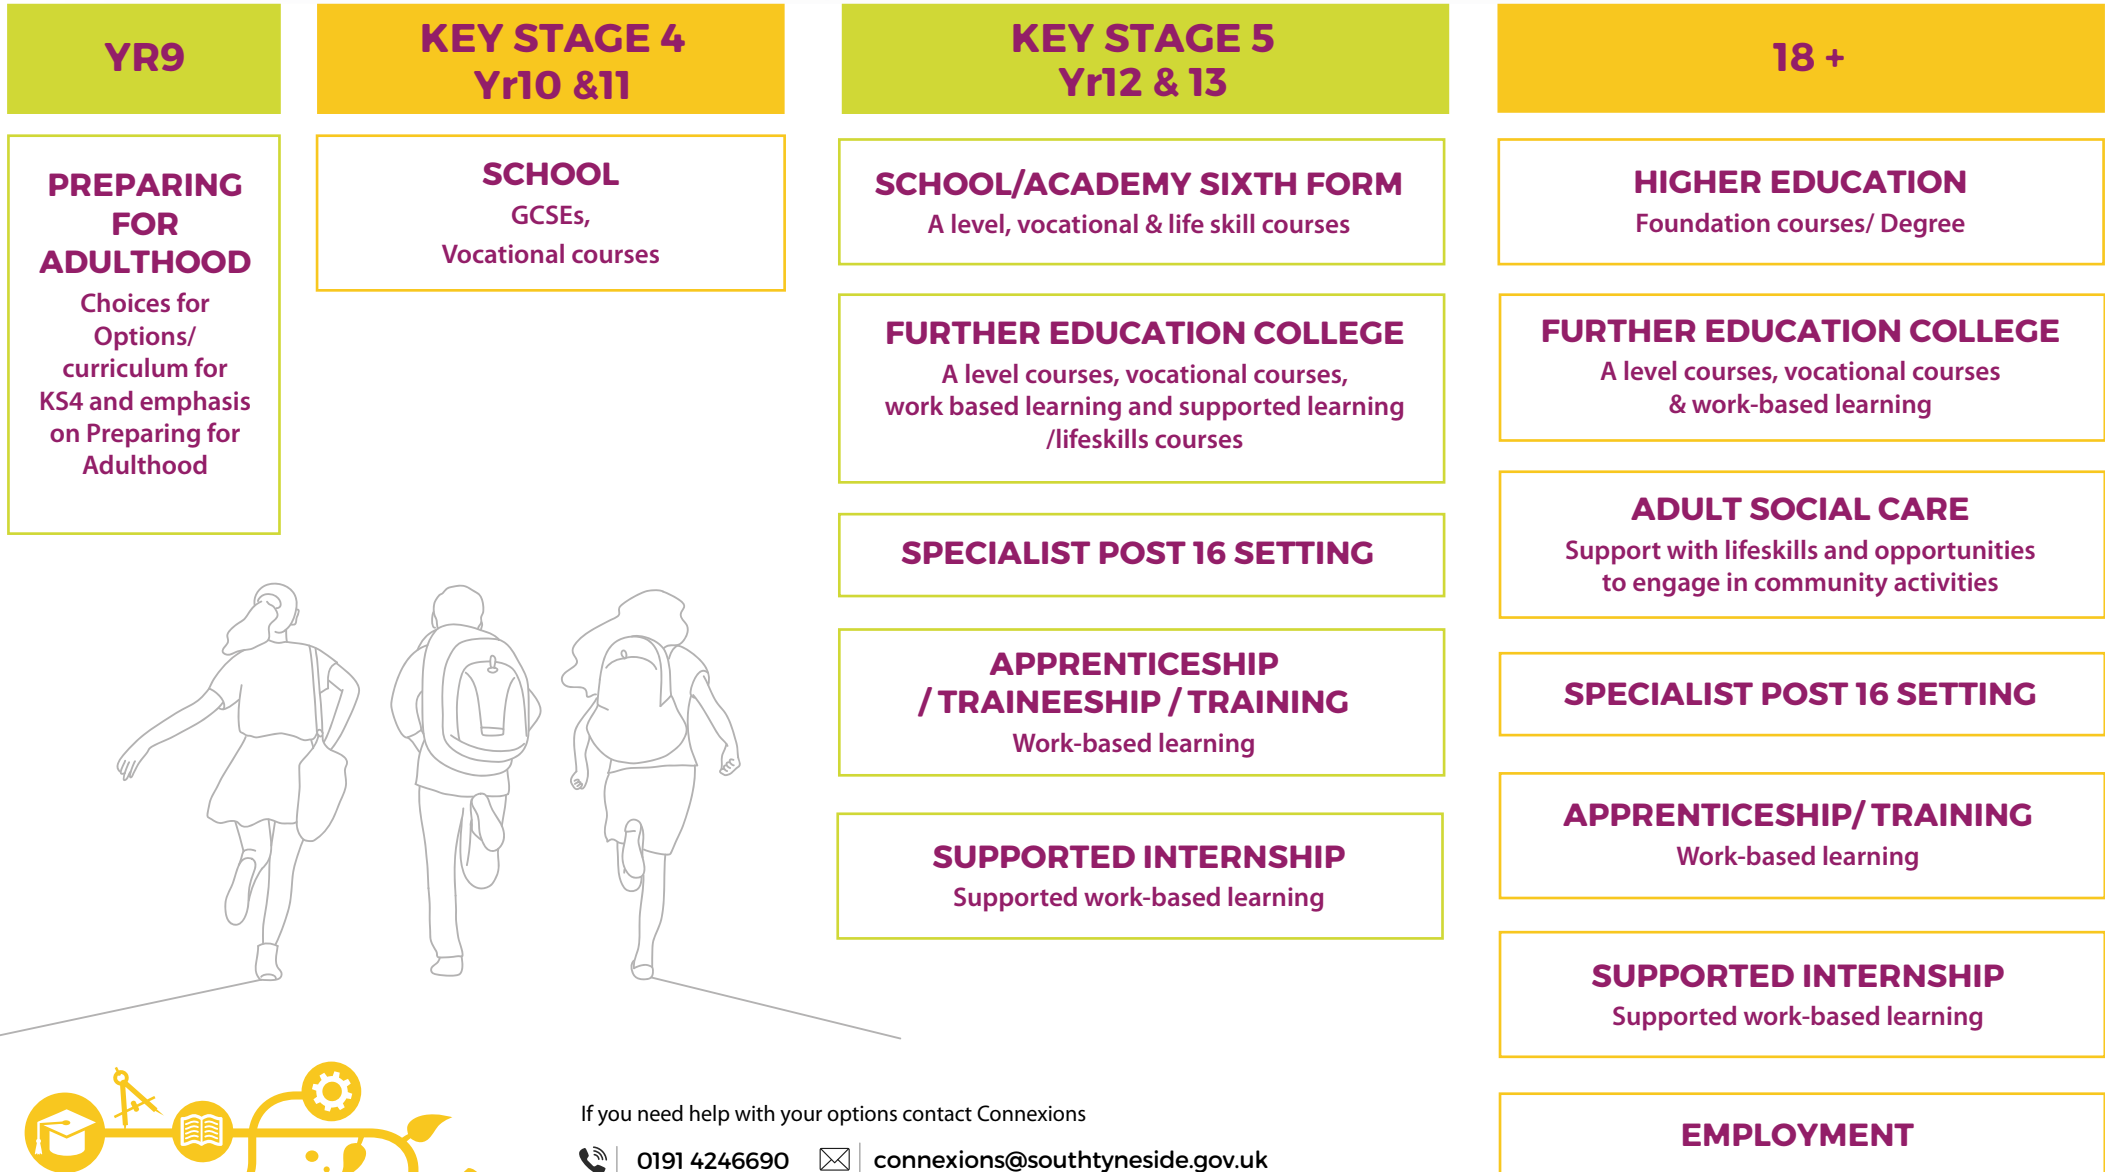 YR9
PREPARING
FOR
ADULTHOOD
Choices for
Options/
curriculum for
KS4 and emphasis
on Preparing for
Adulthood
KEY STAGE 4
Yr10 &11
SCHOOL
GCSEs,
Vocational courses
KEY STAGE 5
Yr12 & 13
SCHOOL/ACADEMY SIXTH FORM
A level, vocational & life skill courses
FURTHER EDUCATION COLLEGE
A level courses, vocational courses,
work based learning and supported learning
/lifeskills courses
SPECIALIST POST 16 SETTING
APPRENTICESHIP
/ TRAINEESHIP / TRAINING
Work-based learning
SUPPORTED INTERNSHIP
Supported work-based learning
18 +
HIGHER EDUCATION
Foundation courses/ Degree
FURTHER EDUCATION COLLEGE
A level courses, vocational courses
& work-based learning
ADULT SOCIAL CARE
Support with lifeskills and opportunities
to engage in community activities
SPECIALIST POST 16 SETTING
APPRENTICESHIP/ TRAINING
Work-based learning
SUPPORTED INTERNSHIP
Supported work-based learning
EMPLOYMENT
If you need help with your options contact Connexions
0191 4246690
connexions@southtyneside.gov.uk